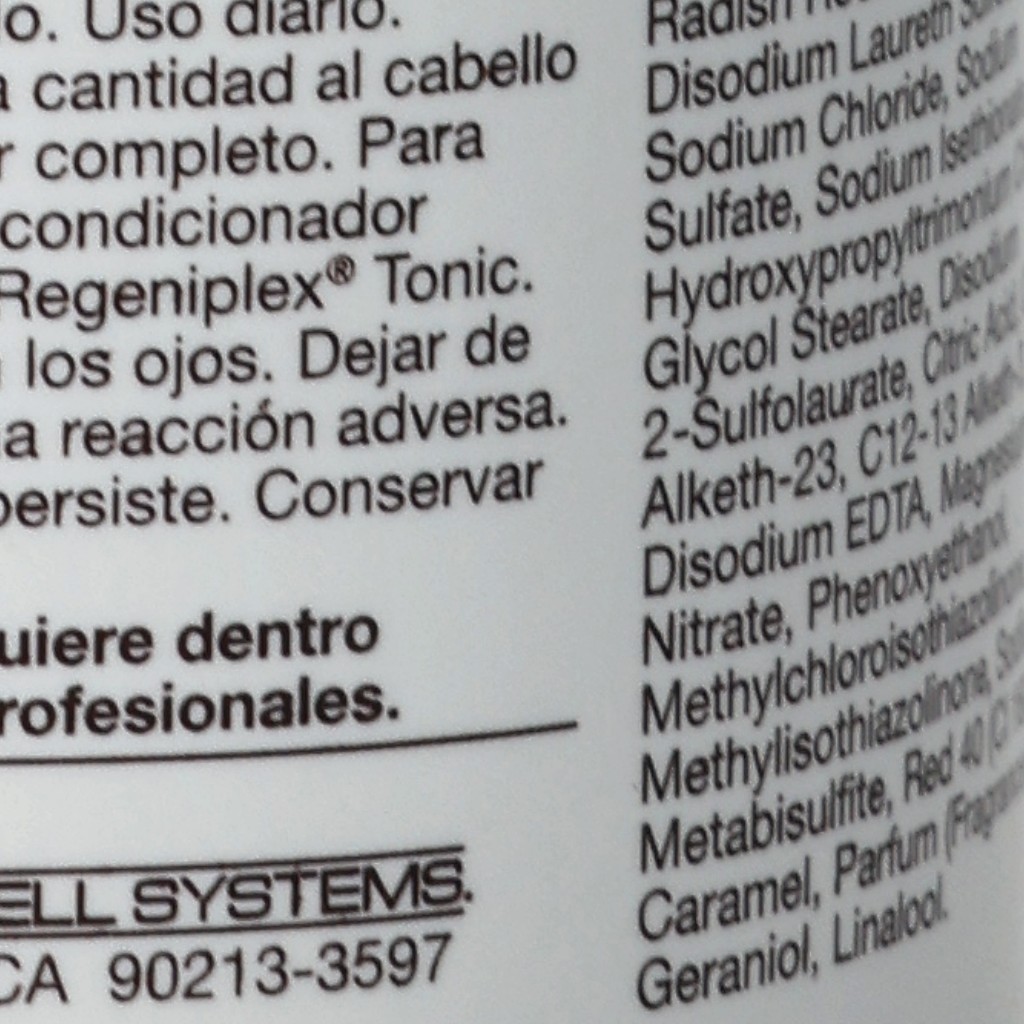 o. Uso diario.
a cantidad al cabello
r completo. Para
condicionador
Regeniplex® Tonic.
los ojos. Dejar de
a reacción adversa.
persiste. Conservar
uiere dentro
rofesionales.
ELL SYSTEMS.
CA 90213-3597
Radish
Disodium Laureth
Sodium Chloride, Sodium
Sulfate, Sodium
Hydroxypropyltrimonium
Glycol Stearate, Disodium
2-Sulfolaurate, Citric Acid,
Alketh-23, C12-13
Disodium EDTA,
Nitrate, Phenoxyethanol,
Methylchloroisothiazolinone
Methylisothiazolinone,
Metabisulfite, Red 40
Caramel, Parfum
Geraniol, Linalool.